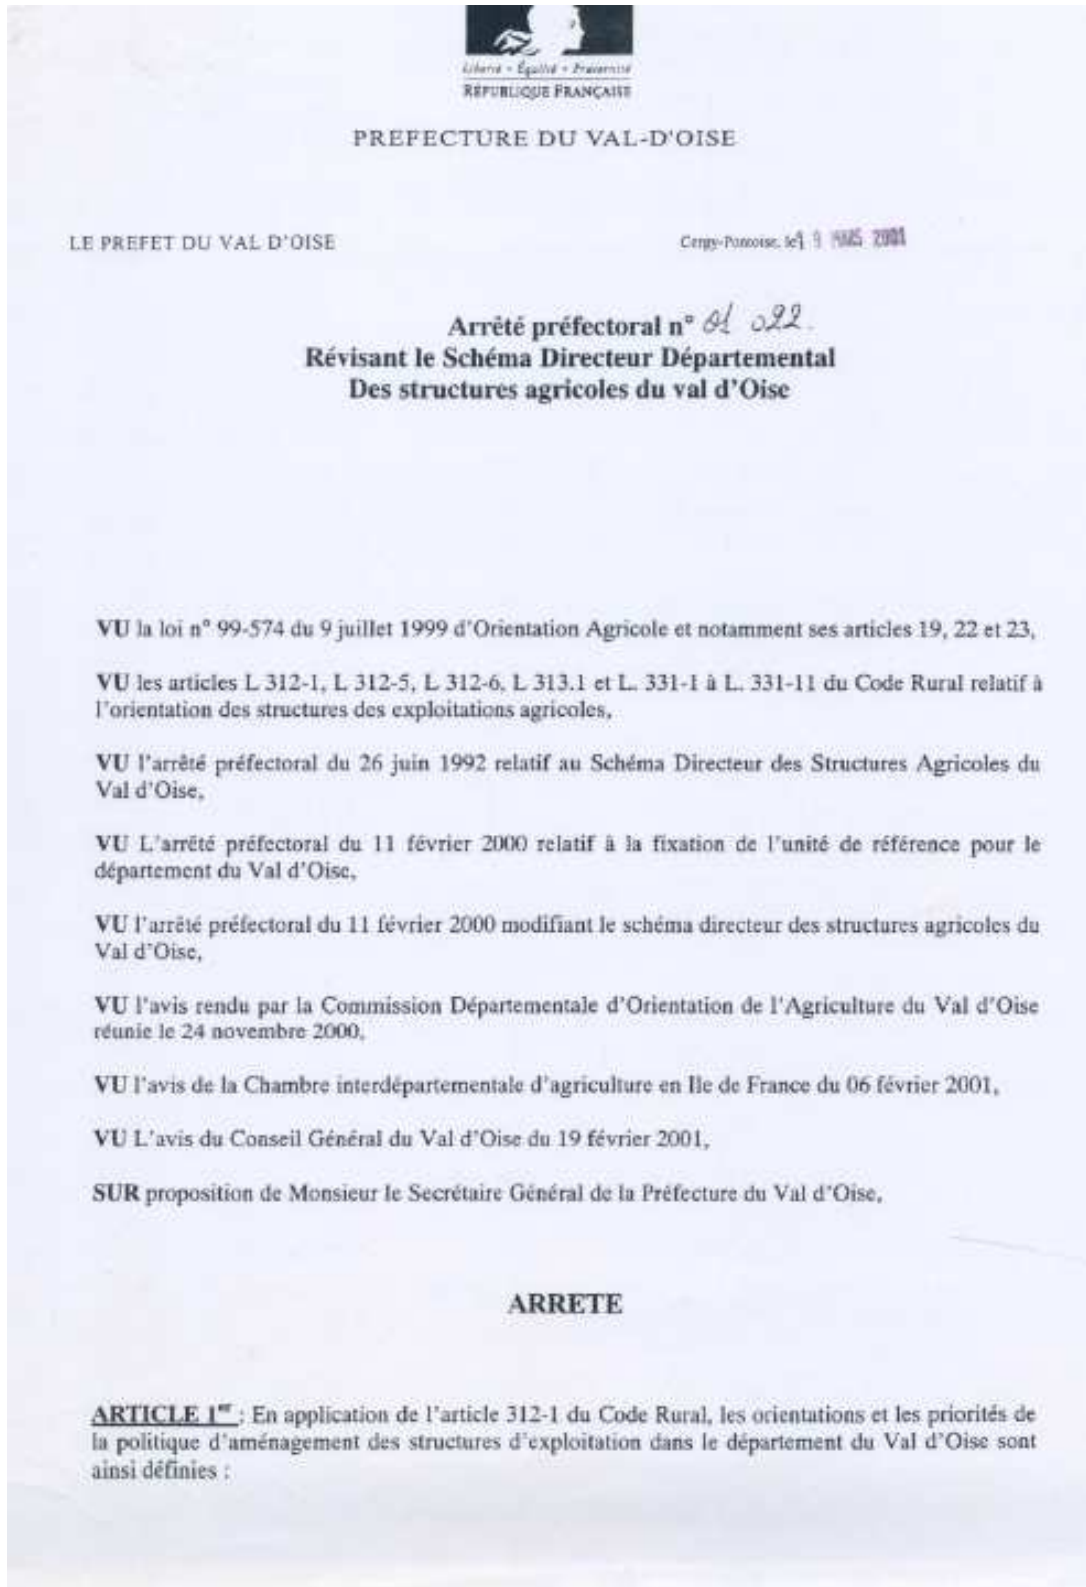 Liberté • Égalité • Fraternité
RÉPUBLIQUE FRANÇAISE
PREFECTURE DU VAL-D'OISE
LE PREFET DU VAL D'OISE
Cergy-Pontoise, le 19 MARS 2001
Arrêté préfectoral n° 01 022.
Révisant le Schéma Directeur Départemental
Des structures agricoles du val d'Oise
VU la loi n° 99-574 du 9 juillet 1999 d'Orientation Agricole et notamment ses articles 19, 22 et 23,
VU les articles L 312-1, L 312-5, L 312-6, L 313.1 et L. 331-1 à L. 331-11 du Code Rural relatif à
l'orientation des structures des exploitations agricoles,
VU l'arrêté préfectoral du 26 juin 1992 relatif au Schéma Directeur des Structures Agricoles du
Val d'Oise,
VU L'arrêté préfectoral du 11 février 2000 relatif à la fixation de l'unité de référence pour le
département du Val d'Oise,
VU l'arrêté préfectoral du 11 février 2000 modifiant le schéma directeur des structures agricoles du
Val d'Oise,
VU l'avis rendu par la Commission Départementale d'Orientation de l'Agriculture du Val d'Oise
réunie le 24 novembre 2000,
VU l'avis de la Chambre interdépartementale d'agriculture en Ile de France du 06 février 2001,
VU L'avis du Conseil Général du Val d'Oise du 19 février 2001,
SUR proposition de Monsieur le Secrétaire Général de la Préfecture du Val d'Oise,
ARRETE
ARTICLE 1er : En application de l'article 312-1 du Code Rural, les orientations et les priorités de
la politique d'aménagement des structures d'exploitation dans le département du Val d'Oise sont
ainsi définies :